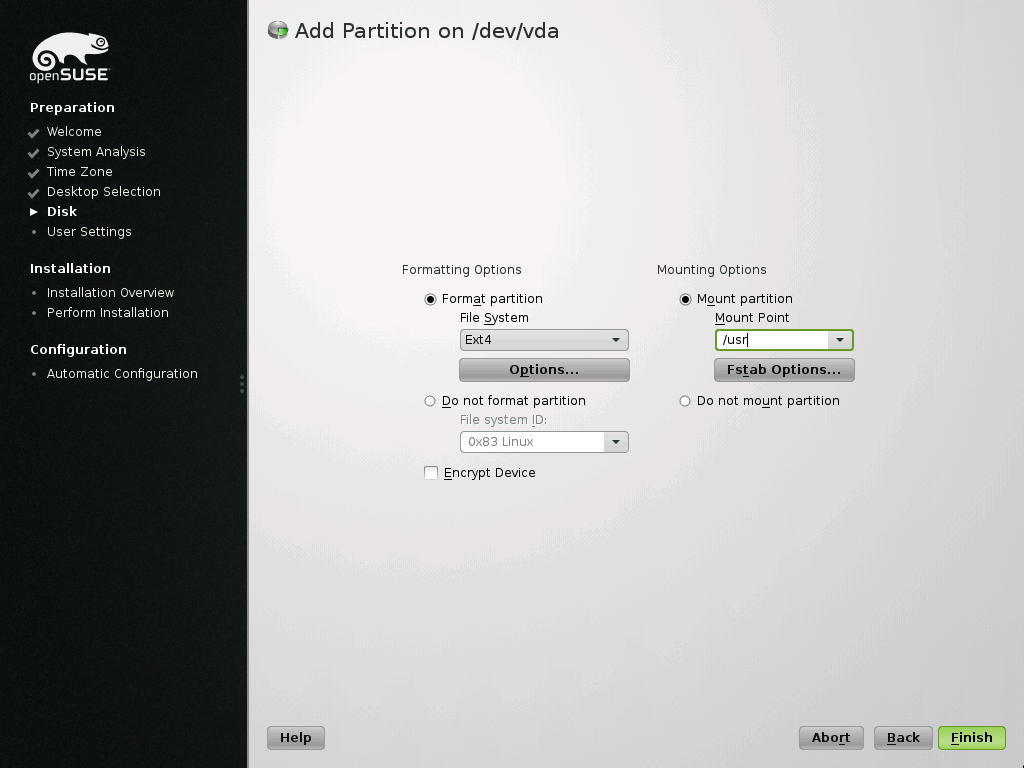 Add Partition on /dev/vda
openSUSE
Preparation
Welcome
System Analysis
Time Zone
Desktop Selection
Disk
User Settings
Installation
Installation Overview
Perform Installation
Configuration
Automatic Configuration
Formatting Options
Format partition
File System
Ext4
Options...
Do not format partition
File system ID:
0x83 Linux
Encrypt Device
Mounting Options
Mount partition
Mount Point
/usr
Fstab Options...
Do not mount partition
Help
Abort
Back
Finish